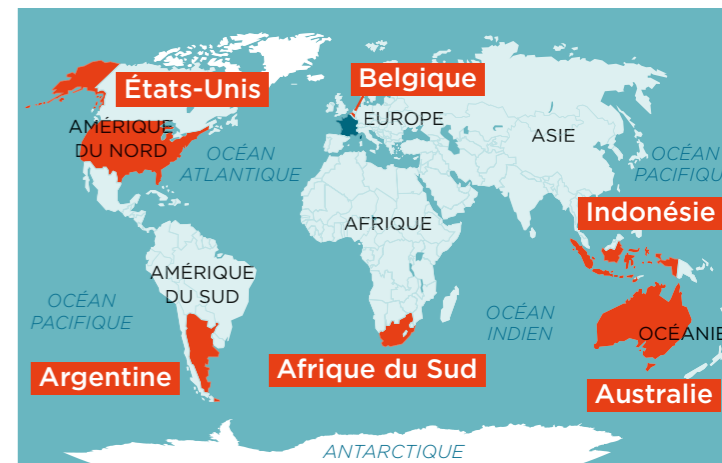 Belgique
États-Unis
EUROPE
AMÉRIQUE
DU NORD
ASIE
OCÉAN
ATLANTIQUE
OCÉAN
PACIFIQUE
Indonésie
AFRIQUE
AMÉRIQUE
DU SUD
OCÉAN
PACIFIQUE
OCÉAN
INDIEN
OCÉANIE
Argentine
Afrique du Sud
Australie
ANTARCTIQUE